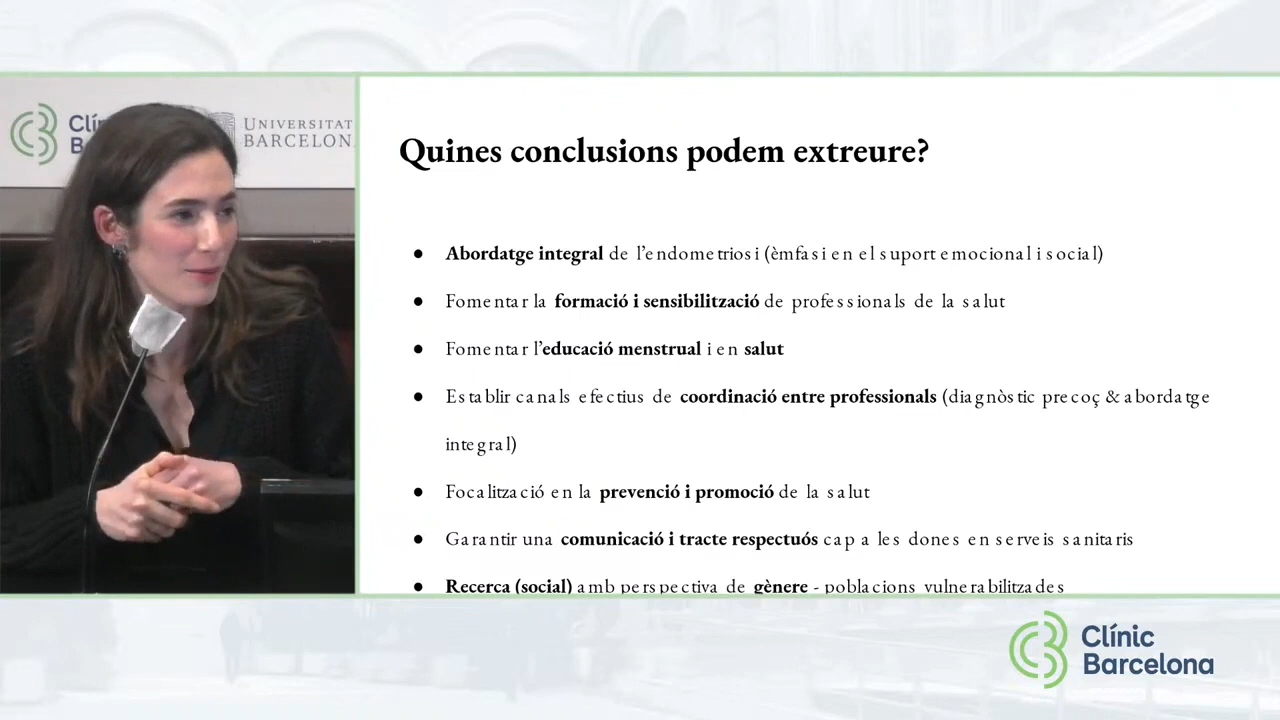 UNIVERSITAT
BARCELON
Quines conclusions podem extreure?
● Abordatge integral de l'endometriosi (èmfasi en el suport emocional i social)
● Fomentar la formació i sensibilització de professionals de la salut
● Fomentar l'educació menstrual i en salut
● Establir canals efectius de coordinació entre professionals (diagnòstic precoç & abordatge
integral)
● Focalització en la prevenció i promoció de la salut
● Garantir una comunicació i tracte respectuós cap a les dones en serveis sanitaris
● Recerca (social) amb perspectiva de gènere - poblacions vulnerabilitzades
Clínic
Barcelona